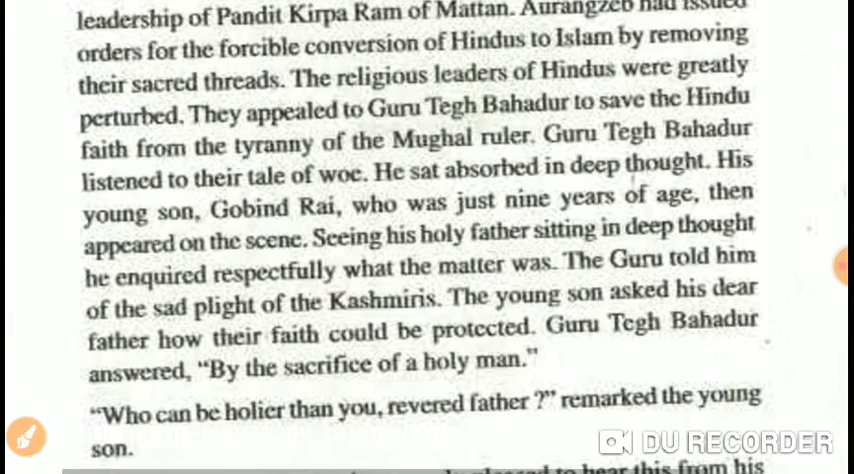 leadership of Pandit Kirpa Ram of Mattan. Aurangzeb had issued
orders for the forcible conversion of Hindus to Islam by removing
their sacred threads. The religious leaders of Hindus were greatly
perturbed. They appealed to Guru Tegh Bahadur to save the Hindu
faith from the tyranny of the Mughal ruler. Guru Tegh Bahadur
listened to their tale of woe. He sat absorbed in deep thought. His
young son, Gobind Rai, who was just nine years of age, then
appeared on the scene. Seeing his holy father sitting in deep thought
he enquired respectfully what the matter was. The Guru told him
of the sad plight of the Kashmiris. The young son asked his dear
father how their faith could be protected. Guru Tegh Bahadur
answered, “By the sacrifice of a holy man.”
“Who can be holier than you, revered father ?” remarked the young
son.
DU RECORDER
to hear this from his